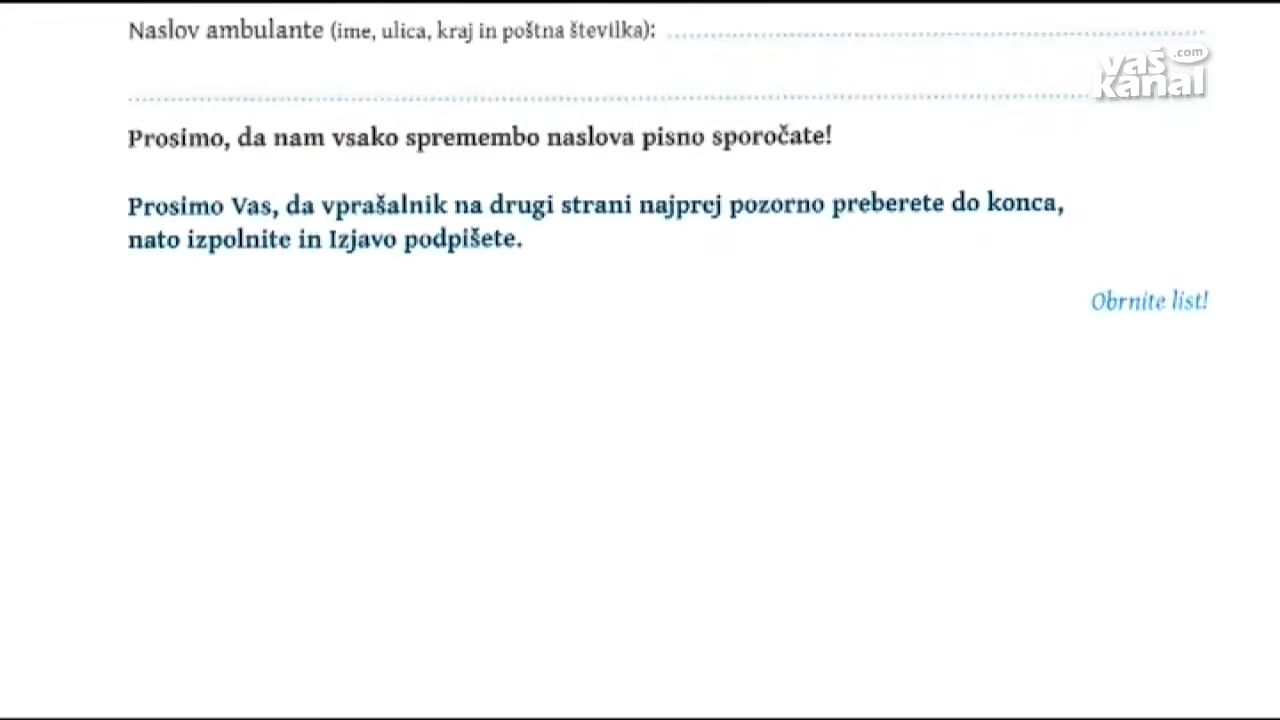 Naslov ambulante (ime, ulica, kraj in poštna številka):
vaš .com
kanal
Prosimo, da nam vsako spremembo naslova pisno sporočate!
Prosimo Vas, da vprašalnik na drugi strani najprej pozorno preberete do konca,
nato izpolnite in Izjavo podpišete.
Obrnite list!